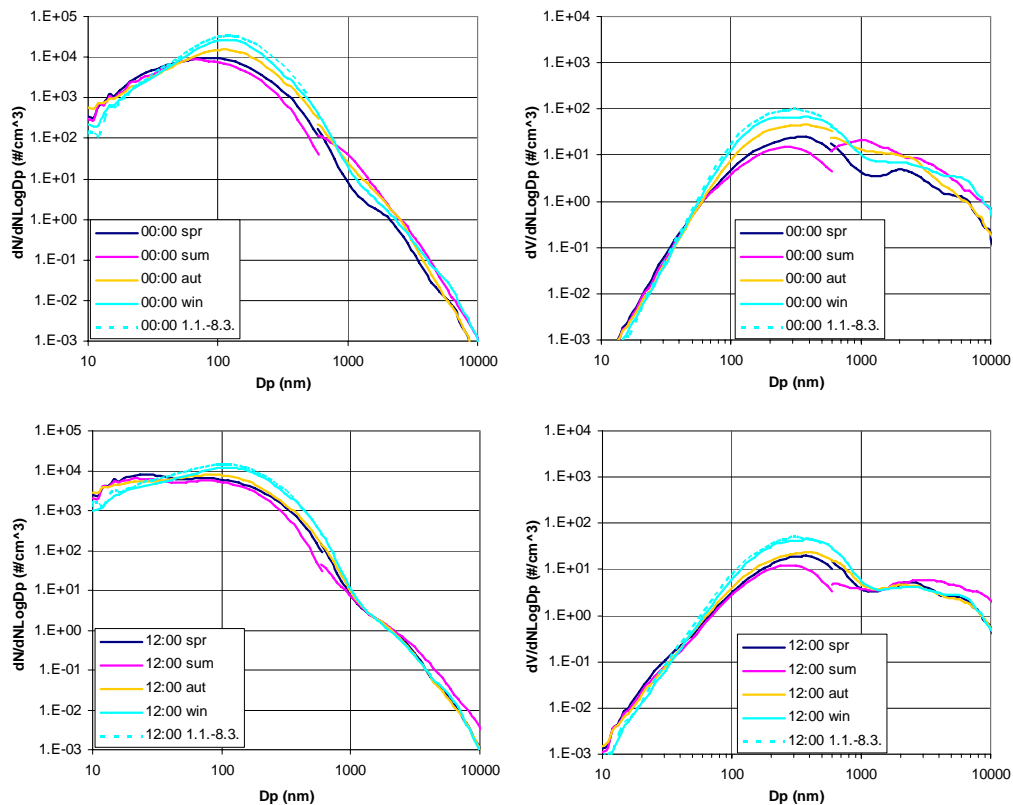 1.E+05
1.E+04
1.E+03
1.E+02
1.E+01
1.E+00
1.E-01
1.E-02
1.E-03
dN/dNLogDp (#/cm^3)
00:00 spr
00:00 sum
00:00 aut
00:00 win
00:00 1.1.-8.3.
10 100 1000 10000
Dp (nm)
1.E+04
1.E+03
1.E+02
1.E+01
1.E+00
1.E-01
1.E-02
1.E-03
dV/dNLogDp (#/cm^3)
00:00 spr
00:00 sum
00:00 aut
00:00 win
00:00 1.1.-8.3.
10 100 1000 10000
Dp (nm)
1.E+05
1.E+04
1.E+03
1.E+02
1.E+01
1.E+00
1.E-01
1.E-02
1.E-03
dN/dNLogDp (#/cm^3)
12:00 spr
12:00 sum
12:00 aut
12:00 win
12:00 1.1.-8.3.
10 100 1000 10000
Dp (nm)
1.E+04
1.E+03
1.E+02
1.E+01
1.E+00
1.E-01
1.E-02
1.E-03
dV/dNLogDp (#/cm^3)
12:00 spr
12:00 sum
12:00 aut
12:00 win
12:00 1.1.-8.3.
10 100 1000 10000
Dp (nm)